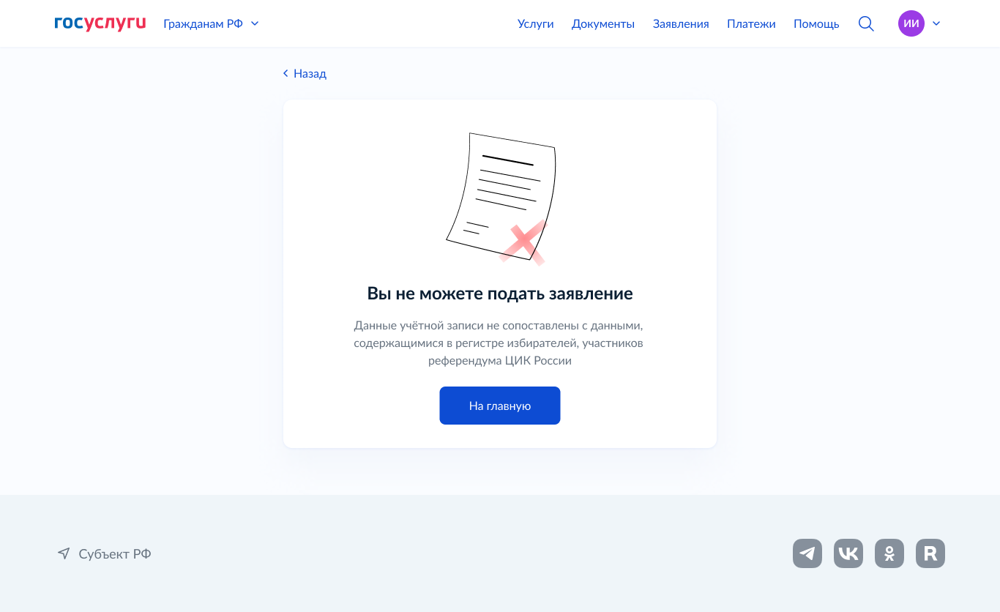 госуслуги
Гражданам РФ
Услуги
Документы
Заявления
Платежи
Помощь
ИИ
Назад
Вы не можете подать заявление
Данные учётной записи не сопоставлены с данными,
содержащимися в регистре избирателей, участников
референдума ЦИК России
На главную
Субъект РФ